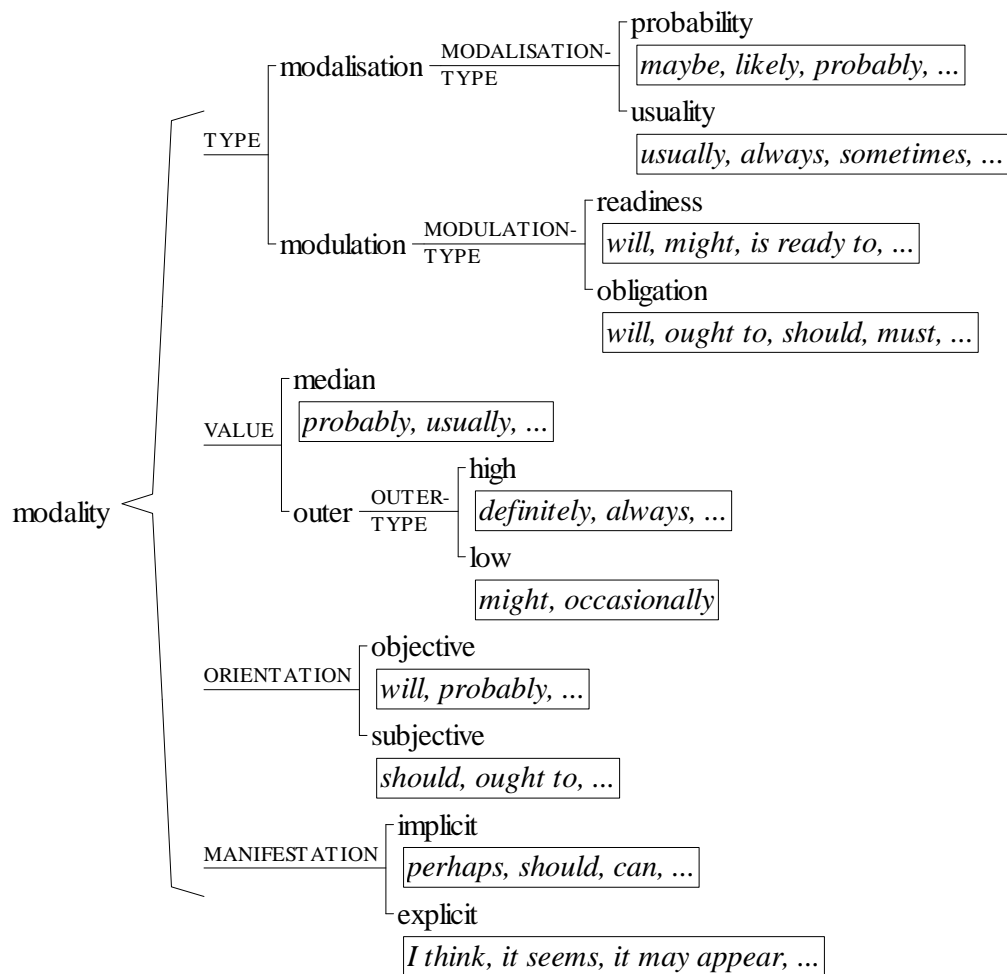 probability
modalisation MODALISATION-TYPE
maybe, likely, probably, ...
usuality
TYPE
usually, always, sometimes, ...
readiness
modulation MODULATION-TYPE
will, might, is ready to, ...
obligation
will, ought to, should, must, ...
median
probably, usually, ...
VALUE
high
modality
outer OUTER-TYPE
definitely, always, ...
low
might, occasionally
objective
ORIENTATION
will, probably, ...
subjective
should, ought to, ...
implicit
MANIFESTATION
perhaps, should, can, ...
explicit
I think, it seems, it may appear, ...